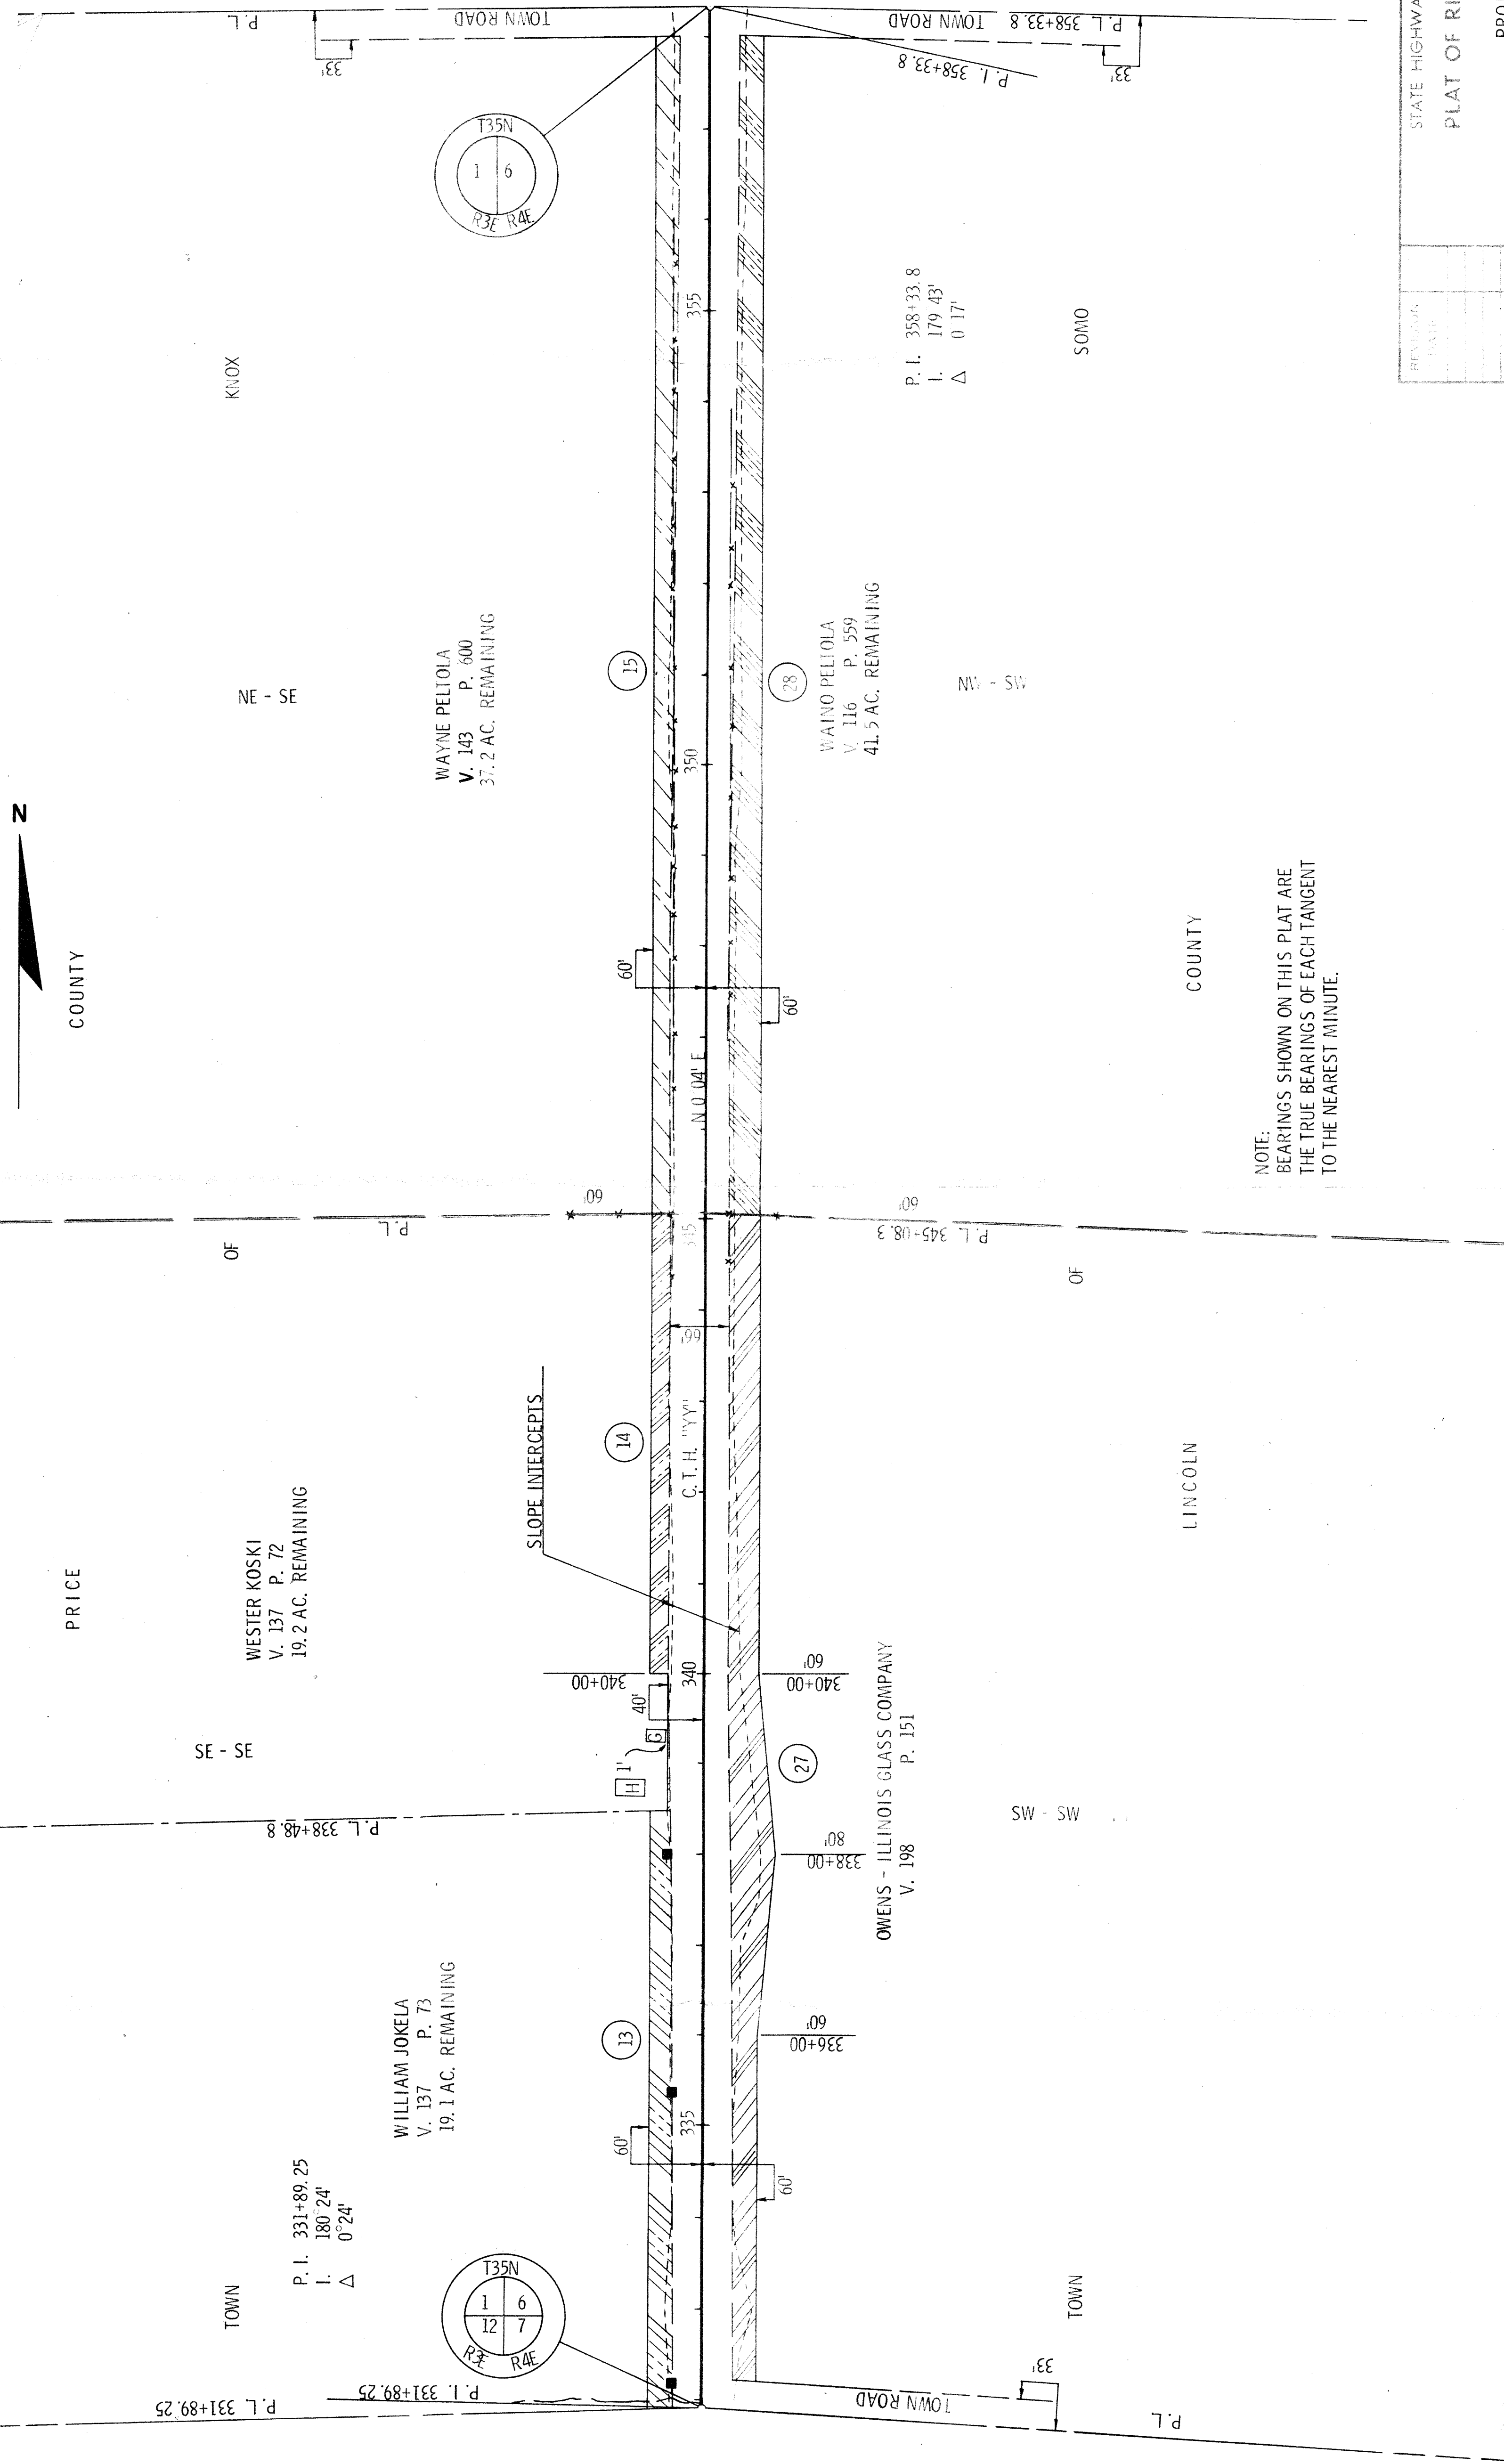 P. L.
TOWN ROAD
33'
P. L. 358+33.8
TOWN ROAD
33'
P. I. 358+33.8
T35N
1 6
R3E R4E
STATE HIGHWA
PLAT OF RI
PRO
REVISION
DATE
KNOX
355
P. I. 358+33.8
I. 179 43'
Δ 0 17'
SOMO
NE - SE
WAYNE PELTOLA
V. 143 P. 600
37.2 AC. REMAINING
15
350
28
WAINO PELTOLA
V. 116 P. 559
41.5 AC. REMAINING
NW - SW
N
COUNTY
60'
60'
N 0 04' E
COUNTY
NOTE:
BEARINGS SHOWN ON THIS PLAT ARE
THE TRUE BEARINGS OF EACH TANGENT
TO THE NEAREST MINUTE.
P. L.
60'
345
60'
P. L. 345+08.3
OF
OF
66'
C. T. H. "YY"
14
SLOPE INTERCEPTS
PRICE
WESTER KOSKI
V. 137 P. 72
19.2 AC. REMAINING
LINCOLN
340+00
340
60'
340+00
40'
G
1'
H
SE - SE
P. L. 338+48.8
27
80'
338+00
OWENS - ILLINOIS GLASS COMPANY
V. 198 P. 151
SW - SW
WILLIAM JOKELA
V. 137 P. 73
19.1 AC. REMAINING
13
60'
336+00
335
60'
60'
P. I. 331+89.25
I. 180°24'
Δ 0°24'
TOWN
TOWN
T35N
1 6
12 7
R3E R4E
P. L. 331+89.25
P. I. 331+89.25
TOWN ROAD
33'
P. L.